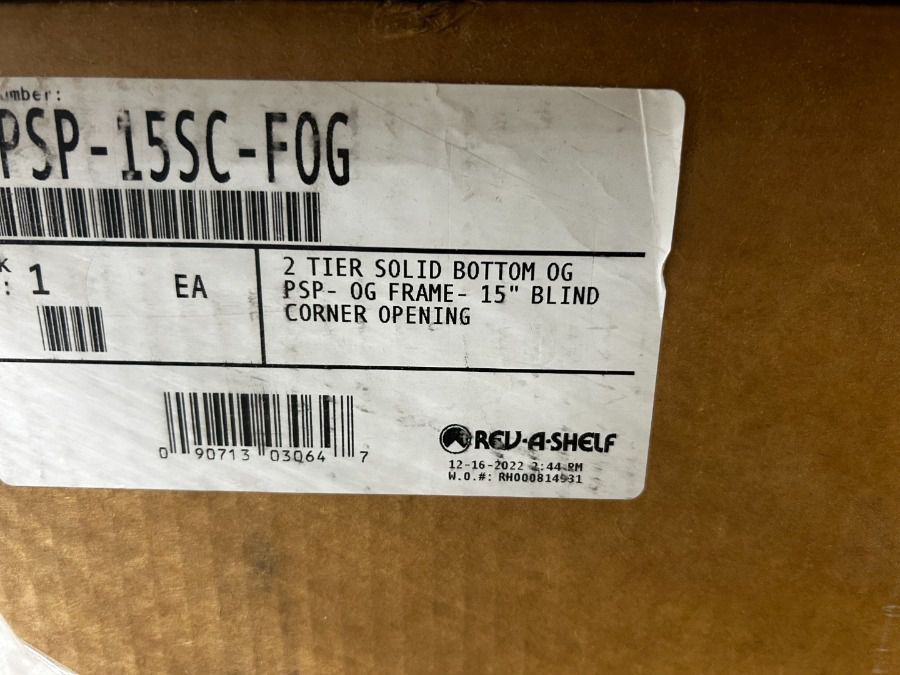 umber:
PSP-15SC-FOG
K
: 1
EA
2 TIER SOLID BOTTOM OG
PSP- OG FRAME- 15" BLIND
CORNER OPENING
0 90713 03064 7
REV-A-SHELF
12-16-2022 2:44 PM
W.O.#: RH000814931